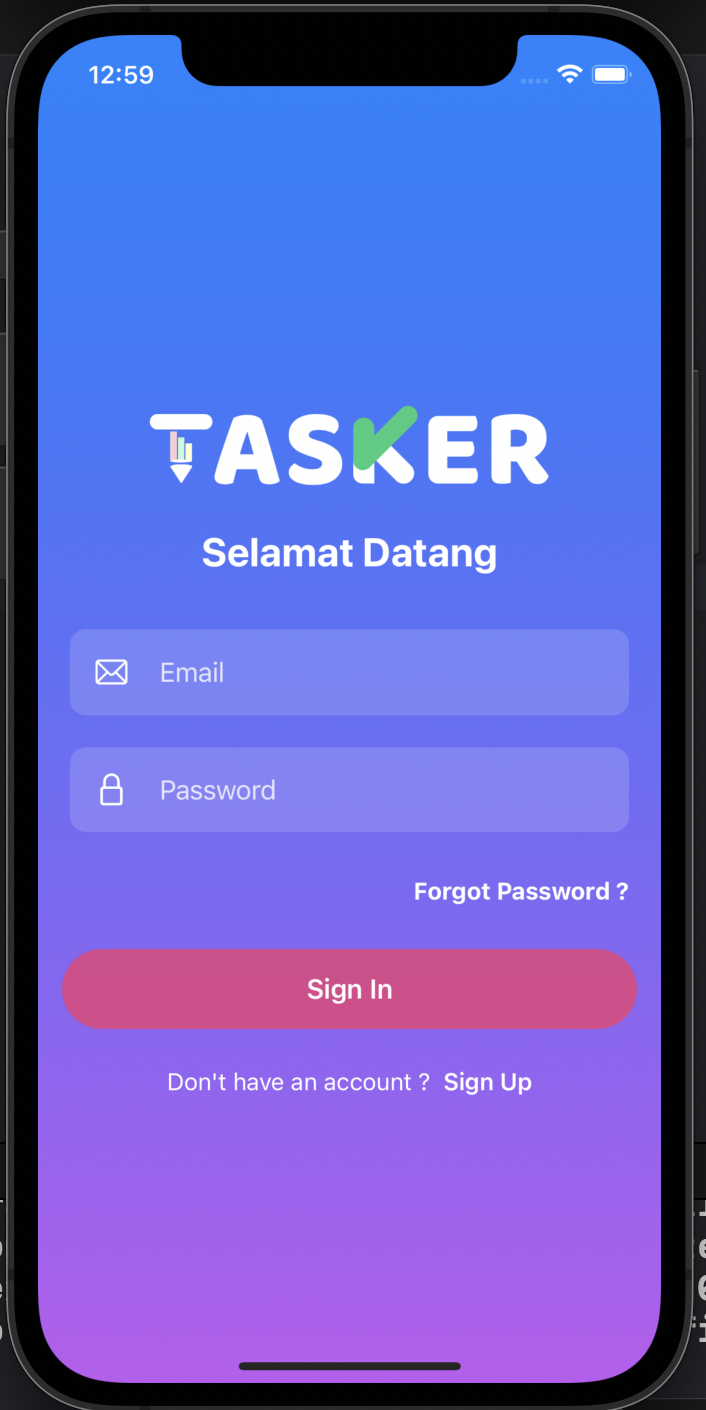 12:59
TASKER
Selamat Datang
Email
Password
Forgot Password ?
Sign In
Don't have an account ? Sign Up